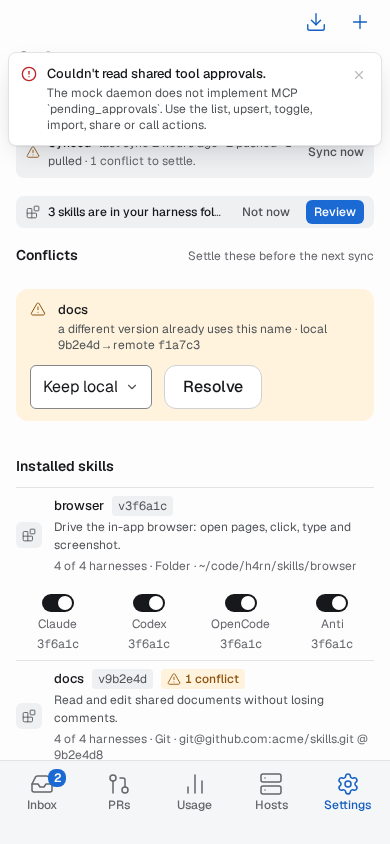 Couldn't read shared tool approvals.
The mock daemon does not implement MCP
`pending_approvals`. Use the list, upsert, toggle,
import, share or call actions.
Sync now
pulled · 1 conflict to settle.
3 skills are in your harness fol…
Not now
Review
Conflicts
Settle these before the next sync
docs
a different version already uses this name · local
9b2e4d → remote f1a7c3
Keep local
Resolve
Installed skills
browser
v3f6a1c
Drive the in-app browser: open pages, click, type and
screenshot.
4 of 4 harnesses · Folder · ~/code/h4rn/skills/browser
Claude
Codex
OpenCode
Anti
3f6a1c
3f6a1c
3f6a1c
3f6a1c
docs
v9b2e4d
1 conflict
Read and edit shared documents without losing
comments.
4 of 4 harnesses · Git · git@github.com:acme/skills.git @
9b2e4d8
2
Inbox
PRs
Usage
Hosts
Settings